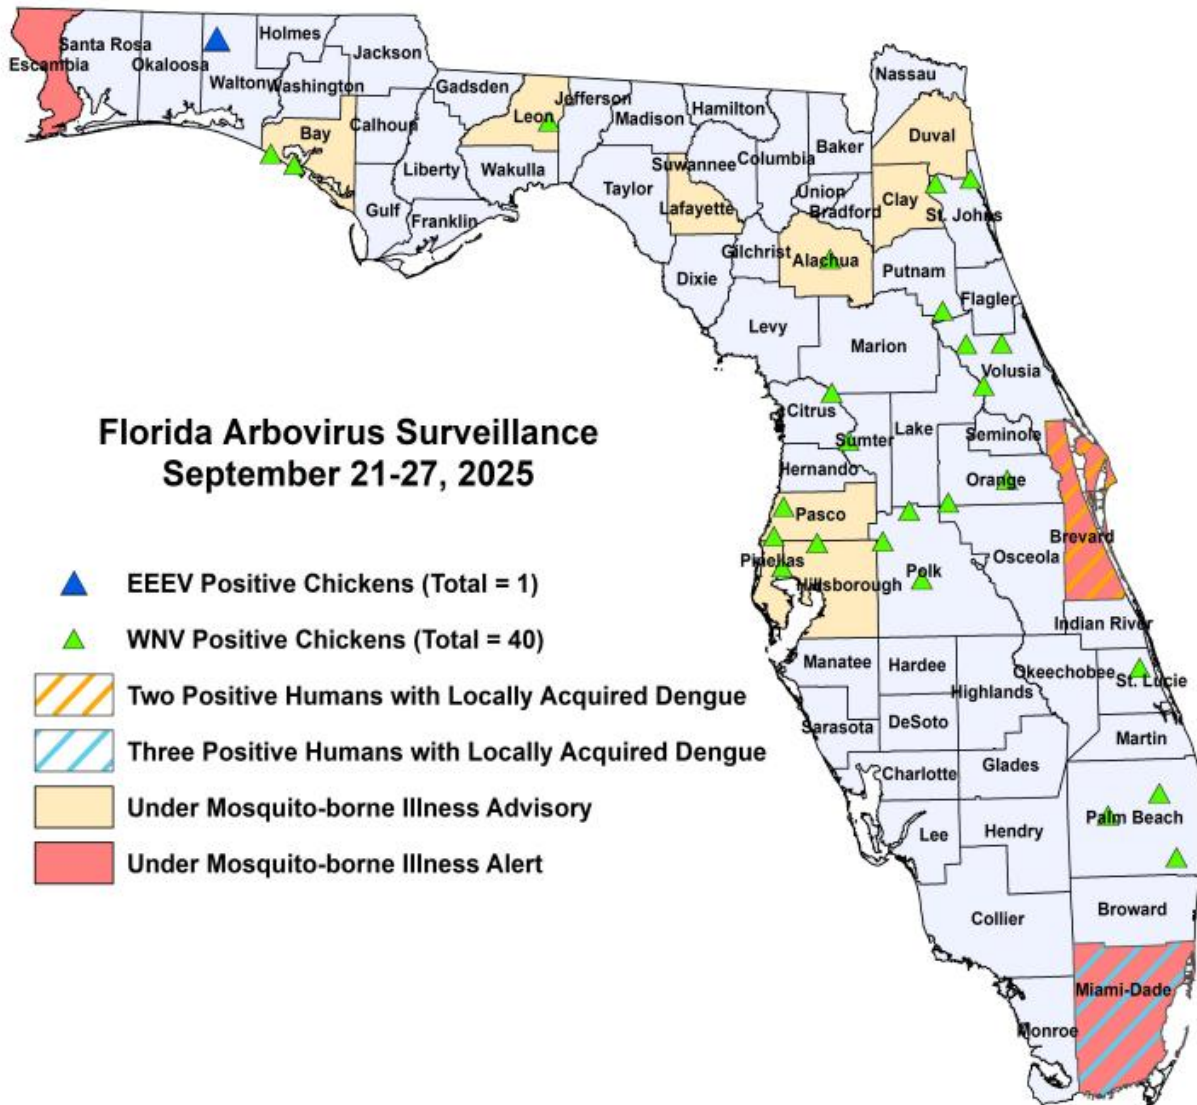 Holmes
Jackson
Santa Rosa
Escambia
Okaloosa
Walton
Washington
Gadsden
Leon
Jefferson
Madison
Hamilton
Nassau
Bay
Calhoun
Liberty
Wakulla
Taylor
Suwannee
Columbia
Baker
Duval
Gulf
Franklin
Lafayette
Union
Bradford
Clay
St. Johns
Dixie
Gilchrist
Alachua
Putnam
Flagler
Levy
Marion
Volusia
Citrus
Sumter
Lake
Seminole
Hernando
Orange
Florida Arbovirus Surveillance
September 21-27, 2025
Pasco
Pinellas
Hillsborough
Polk
Osceola
Brevard
Indian River
EEEV Positive Chickens (Total = 1)
WNV Positive Chickens (Total = 40)
Two Positive Humans with Locally Acquired Dengue
Three Positive Humans with Locally Acquired Dengue
Under Mosquito-borne Illness Advisory
Under Mosquito-borne Illness Alert
Manatee
Hardee
Highlands
Okeechobee
St. Lucie
Sarasota
DeSoto
Martin
Charlotte
Glades
Lee
Hendry
Palm Beach
Collier
Broward
Miami-Dade
Monroe